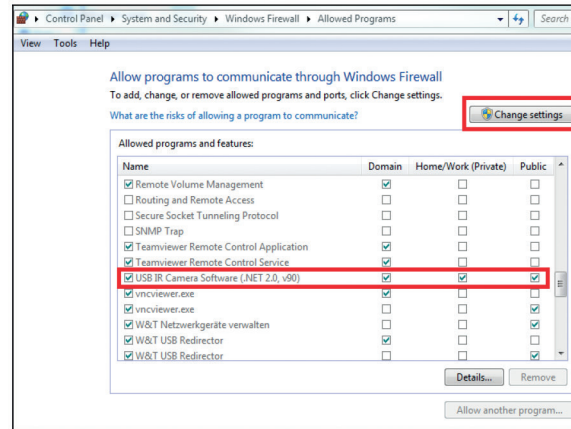 Control Panel ▸ System and Security ▸ Windows Firewall ▸ Allowed Programs
Search
View Tools Help
Allow programs to communicate through Windows Firewall
To add, change, or remove allowed programs and ports, click Change settings.
What are the risks of allowing a program to communicate?
Change settings
Allowed programs and features:
Name Domain Home/Work (Private) Public
Remote Volume Management
Routing and Remote Access
Secure Socket Tunneling Protocol
SNMP Trap
Teamviewer Remote Control Application
Teamviewer Remote Control Service
USB IR Camera Software (.NET 2.0, v90)
vncviewer.exe
vncviewer.exe
W&T Netzwerkgeräte verwalten
W&T USB Redirector
W&T USB Redirector
Details... Remove
Allow another program...